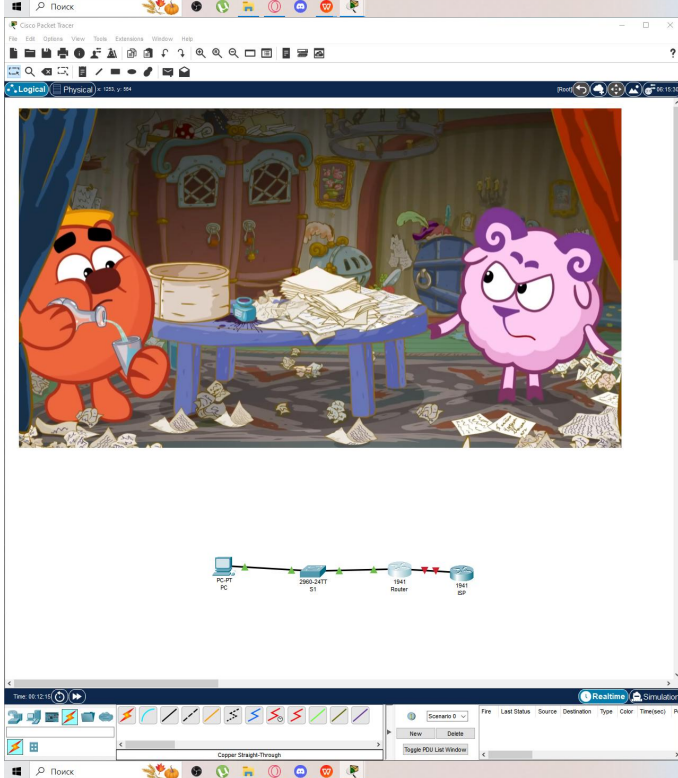 Поиск
Cisco Packet Tracer
File Edit Options View Tools Extensions Window Help
?
Logical Physical x: 1253, y: 564 [Root] 06:15:30
PC-PT
PC
2960-24TT
S1
1941
Router
1941
ISP
Time: 00:12:15 Realtime Simulation
Scenario 0
Fire Last Status Source Destination Type Color Time(sec)
New Delete
Toggle PDU List Window
Copper Straight-Through
Поиск